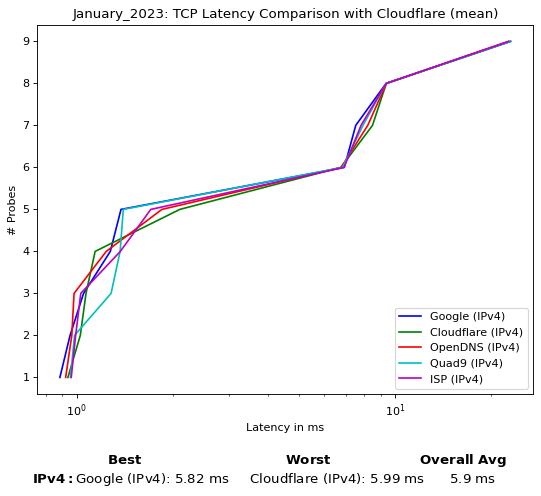 January_2023: TCP Latency Comparison with Cloudflare (mean)
9
8
7
6
5
4
3
2
1
# Probes
Google (IPv4)
Cloudflare (IPv4)
OpenDNS (IPv4)
Quad9 (IPv4)
ISP (IPv4)
10⁰ 10¹
Latency in ms
Best Worst Overall Avg
IPv4: Google (IPv4): 5.82 ms Cloudflare (IPv4): 5.99 ms 5.9 ms